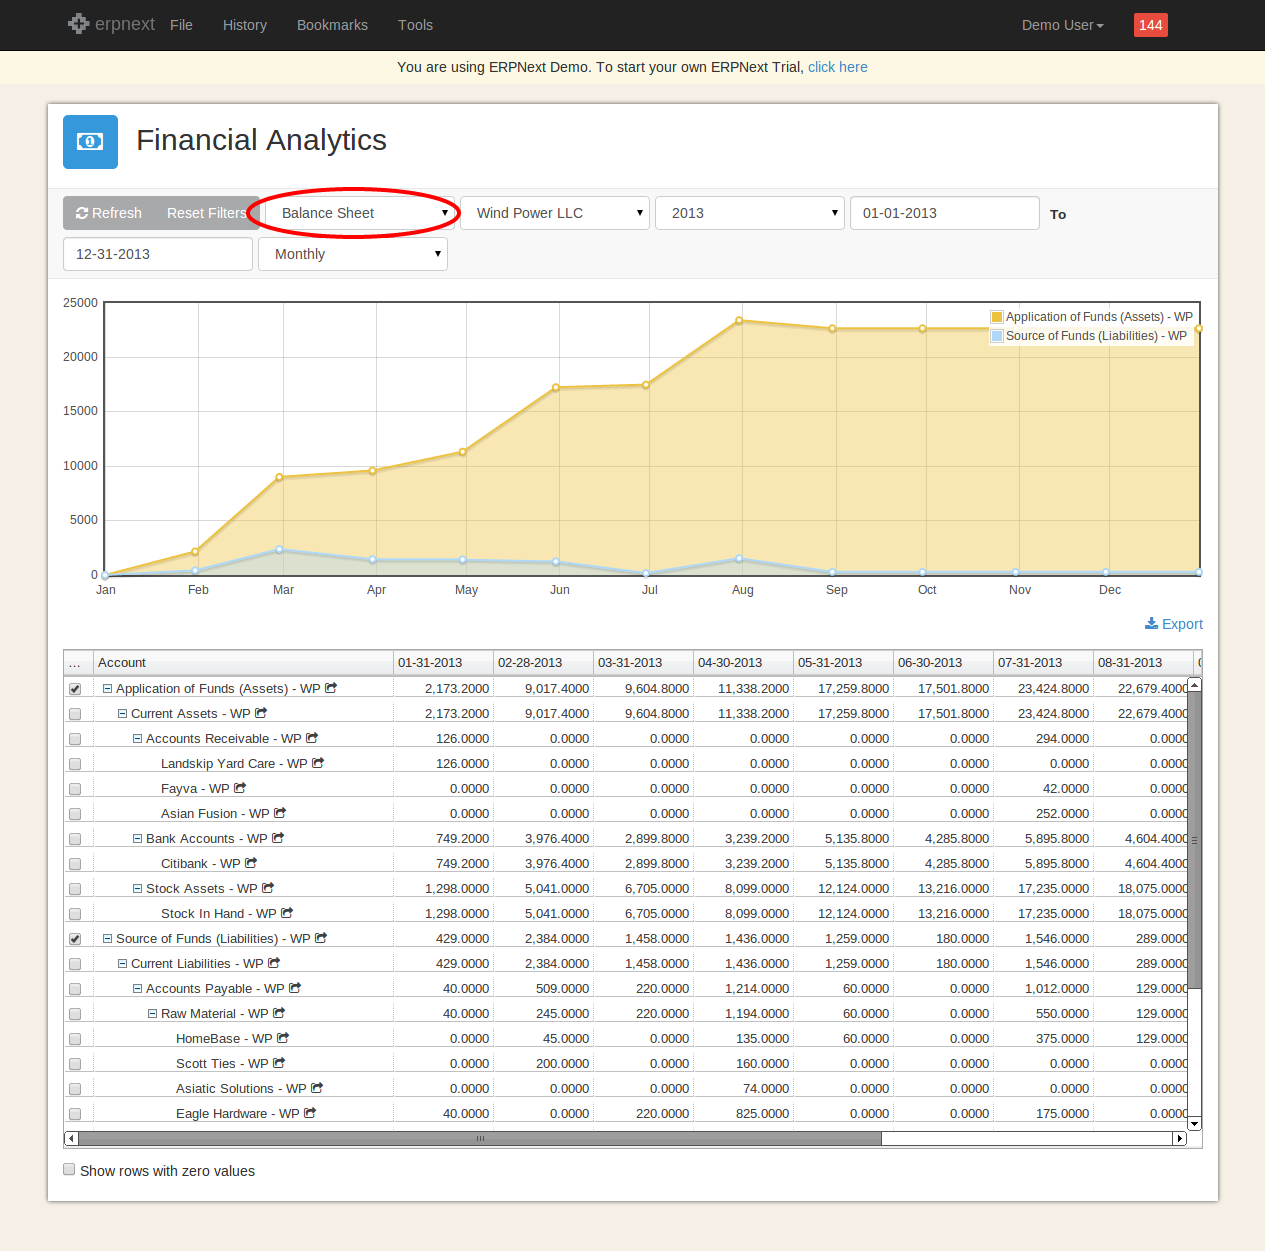 erpnext File History Bookmarks Tools Demo User 144
You are using ERPNext Demo. To start your own ERPNext Trial, click here
Financial Analytics
Refresh Reset Filters Balance Sheet Wind Power LLC 2013 01-01-2013 To
12-31-2013 Monthly
25000
Application of Funds (Assets) - WP
Source of Funds (Liabilities) - WP
20000
15000
10000
5000
0
Jan Feb Mar Apr May Jun Jul Aug Sep Oct Nov Dec
Export
... Account 01-31-2013 02-28-2013 03-31-2013 04-30-2013 05-31-2013 06-30-2013 07-31-2013 08-31-2013
Application of Funds (Assets) - WP 2,173.2000 9,017.4000 9,604.8000 11,338.2000 17,259.8000 17,501.8000 23,424.8000 22,679.4000
Current Assets - WP 2,173.2000 9,017.4000 9,604.8000 11,338.2000 17,259.8000 17,501.8000 23,424.8000 22,679.4000
Accounts Receivable - WP 126.0000 0.0000 0.0000 0.0000 0.0000 0.0000 294.0000 0.0000
Landskip Yard Care - WP 126.0000 0.0000 0.0000 0.0000 0.0000 0.0000 0.0000 0.0000
Fayva - WP 0.0000 0.0000 0.0000 0.0000 0.0000 0.0000 42.0000 0.0000
Asian Fusion - WP 0.0000 0.0000 0.0000 0.0000 0.0000 0.0000 252.0000 0.0000
Bank Accounts - WP 749.2000 3,976.4000 2,899.8000 3,239.2000 5,135.8000 4,285.8000 5,895.8000 4,604.4000
Citibank - WP 749.2000 3,976.4000 2,899.8000 3,239.2000 5,135.8000 4,285.8000 5,895.8000 4,604.4000
Stock Assets - WP 1,298.0000 5,041.0000 6,705.0000 8,099.0000 12,124.0000 13,216.0000 17,235.0000 18,075.0000
Stock In Hand - WP 1,298.0000 5,041.0000 6,705.0000 8,099.0000 12,124.0000 13,216.0000 17,235.0000 18,075.0000
Source of Funds (Liabilities) - WP 429.0000 2,384.0000 1,458.0000 1,436.0000 1,259.0000 180.0000 1,546.0000 289.0000
Current Liabilities - WP 429.0000 2,384.0000 1,458.0000 1,436.0000 1,259.0000 180.0000 1,546.0000 289.0000
Accounts Payable - WP 40.0000 509.0000 220.0000 1,214.0000 60.0000 0.0000 1,012.0000 129.0000
Raw Material - WP 40.0000 245.0000 220.0000 1,194.0000 60.0000 0.0000 550.0000 129.0000
HomeBase - WP 0.0000 45.0000 0.0000 135.0000 60.0000 0.0000 375.0000 129.0000
Scott Ties - WP 0.0000 200.0000 0.0000 160.0000 0.0000 0.0000 0.0000 0.0000
Asiatic Solutions - WP 0.0000 0.0000 0.0000 74.0000 0.0000 0.0000 0.0000 0.0000
Eagle Hardware - WP 40.0000 0.0000 220.0000 825.0000 0.0000 0.0000 175.0000 0.0000
Show rows with zero values